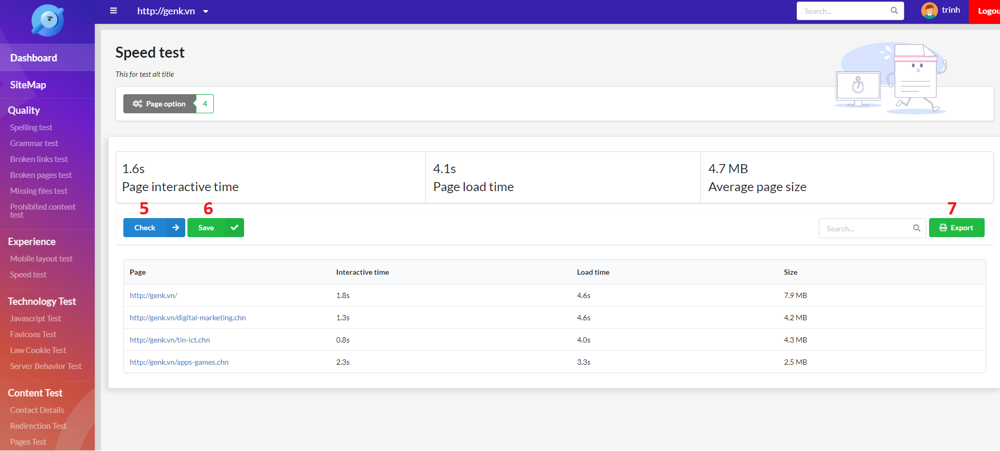 http://genk.vn
Search...
trinh
Logou
Dashboard
SiteMap
Quality
Spelling test
Grammar test
Broken links test
Broken pages test
Missing files test
Prohibited content
test
Experience
Mobile layout test
Speed test
Technology Test
Javascript Test
Favicons Test
Law Cookie Test
Server Behavior Test
Content Test
Contact Details
Redirection Test
Pages Test
Speed test
This for test alt title
Page option 4
1.6s
Page interactive time
4.1s
Page load time
4.7 MB
Average page size
5 6 7
Check Save Search... Export
Page Interactive time Load time Size
http://genk.vn/ 1.8s 4.6s 7.9 MB
http://genk.vn/digital-marketing.chn 1.3s 4.6s 4.2 MB
http://genk.vn/tin-ict.chn 0.8s 4.0s 4.3 MB
http://genk.vn/apps-games.chn 2.3s 3.3s 2.5 MB